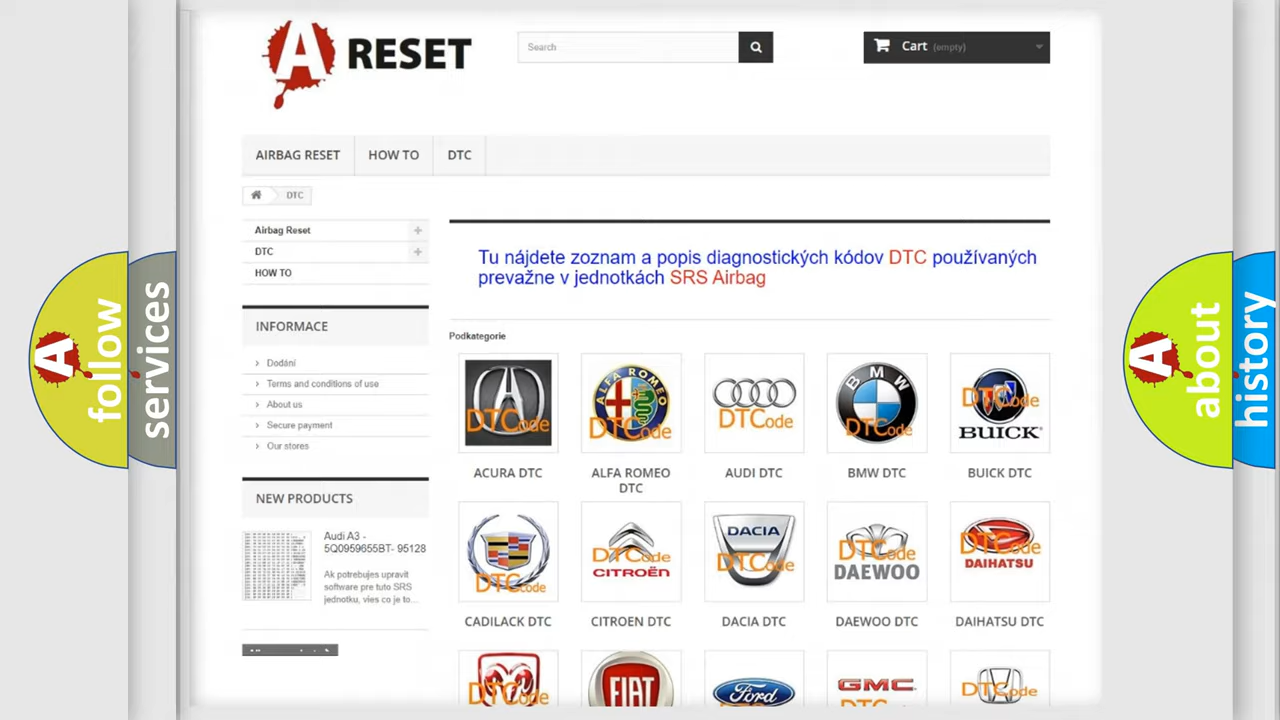 A RESET
Search
Cart (empty)
AIRBAG RESET
HOW TO
DTC
DTC
Airbag Reset
DTC
HOW TO
INFORMACE
Dodání
Terms and conditions of use
About us
Secure payment
Our stores
NEW PRODUCTS
Audi A3 -
5Q0959655BT- 95128
Ak potrebujes upravit
software pre tuto SRS
jednotku, vies co je to...
Tu nájdete zoznam a popis diagnostických kódov DTC používaných
prevažne v jednotkách SRS Airbag
Podkategorie
DTCode
ALFA ROMEO
DTCode
DTCode
BMW
DTCode
DTCode
BUICK
ACURA DTC
ALFA ROMEO
DTC
AUDI DTC
BMW DTC
BUICK DTC
DTCode
DTCode
CITROËN
DACIA
DTCode
DTCode
DAEWOO
DTCode
DAIHATSU
CADILACK DTC
CITROEN DTC
DACIA DTC
DAEWOO DTC
DAIHATSU DTC
DTCode
FIAT
Ford
GMC
DTCode
A follow
services
A about
history